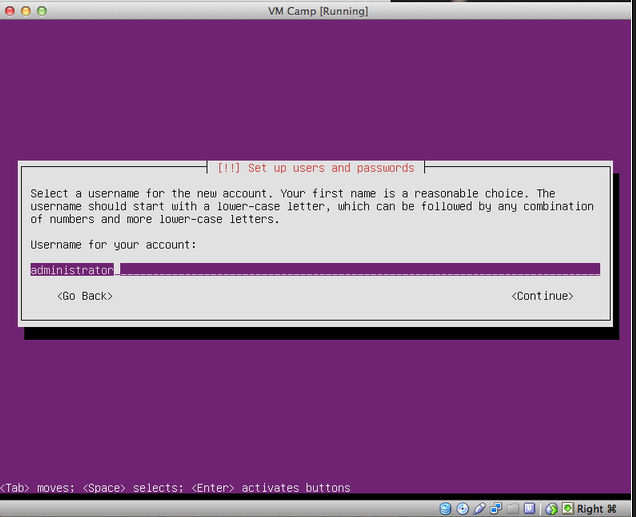 VM Camp [Running]
[!!] Set up users and passwords
Select a username for the new account. Your first name is a reasonable choice. The
username should start with a lower-case letter, which can be followed by any combination
of numbers and more lower-case letters.
Username for your account:
administrator
<Go Back> <Continue>
<Tab> moves; <Space> selects; <Enter> activates buttons
Right ⌘